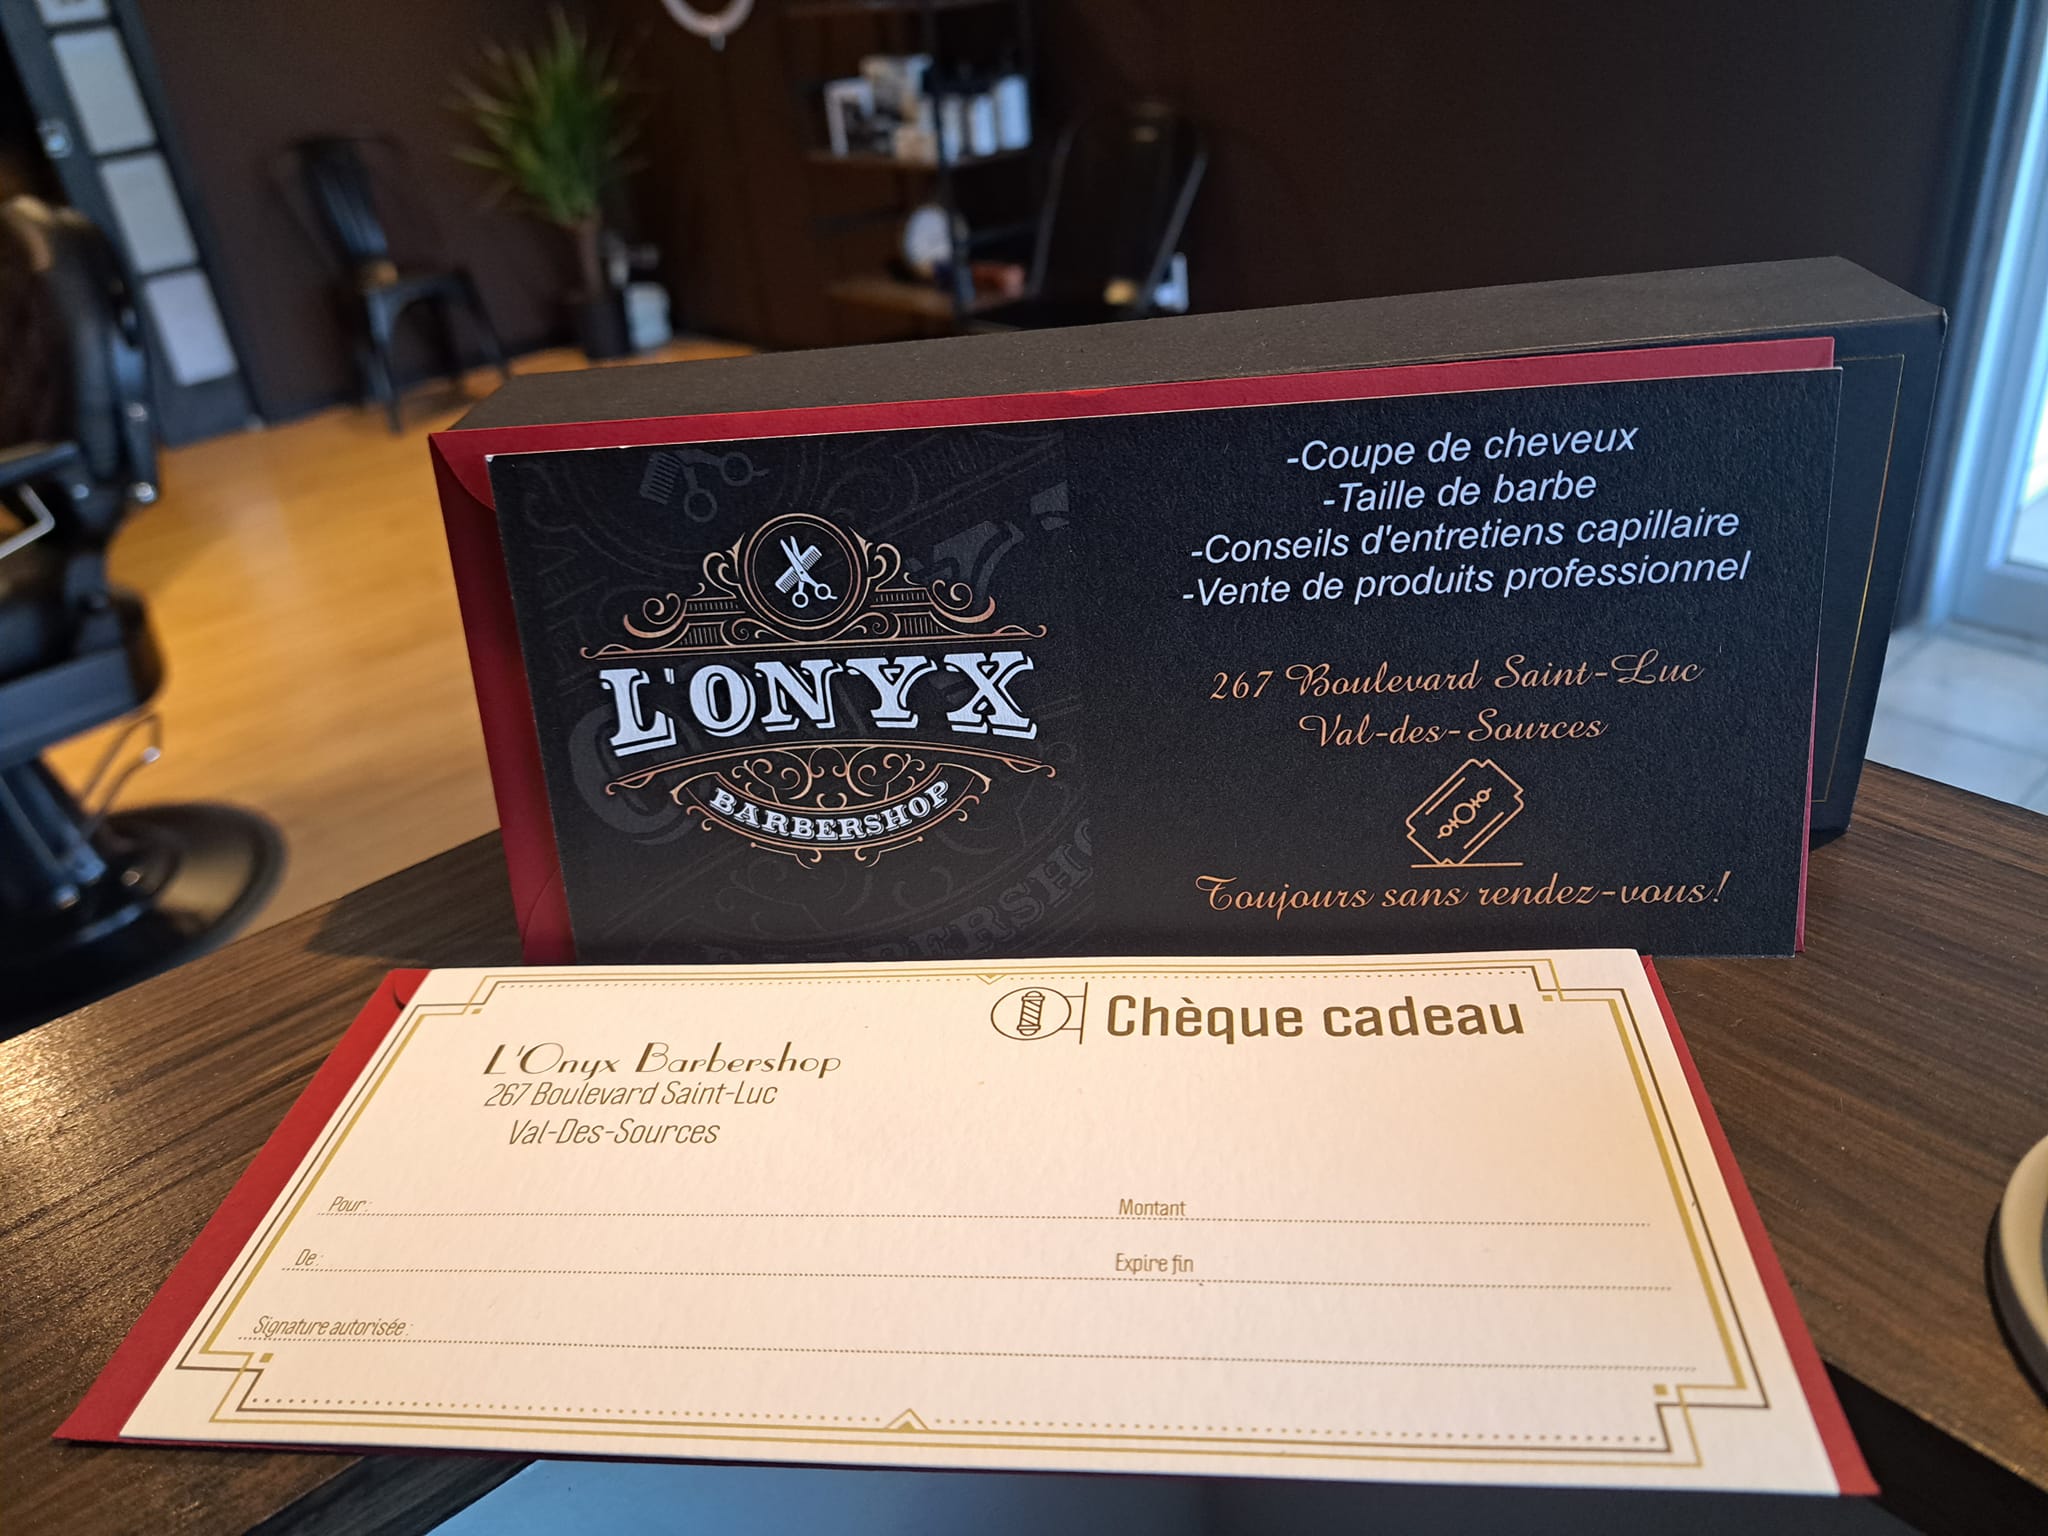 L'ONYX
BARBERSHOP
-Coupe de cheveux
-Taille de barbe
-Conseils d'entretiens capillaire
-Vente de produits professionnel
267 Boulevard Saint-Luc
Val-des-Sources
Toujours sans rendez-vous!
Chèque cadeau
L'Onyx Barbershop
267 Boulevard Saint-Luc
Val-Des-Sources
Pour:
Montant
De:
Expire fin
Signature autorisée: